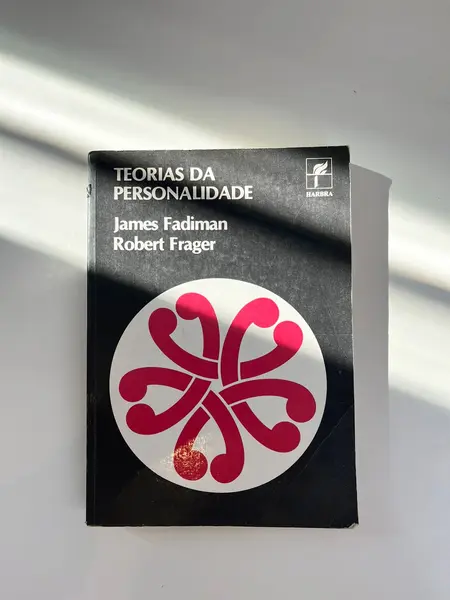 TEORIAS DA
PERSONALIDADE
HARBRA
James Fadiman
Robert Frager